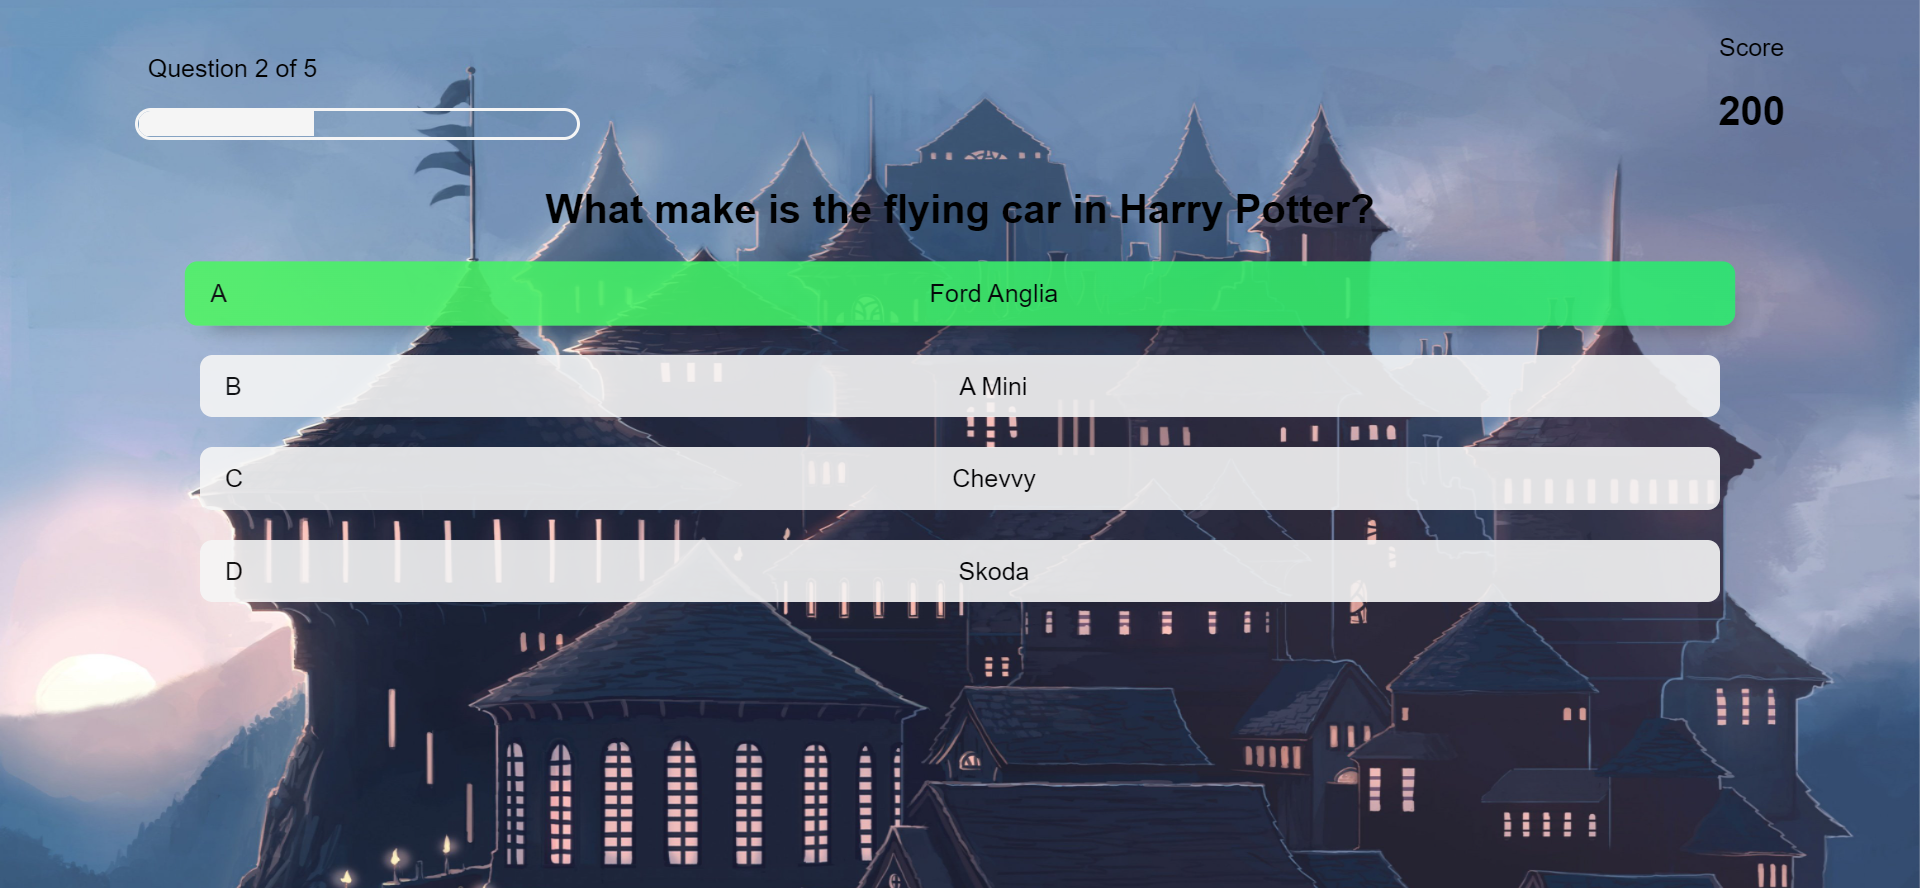 Question 2 of 5
Score
200
What make is the flying car in Harry Potter?
A Ford Anglia
B A Mini
C Chevvy
D Skoda